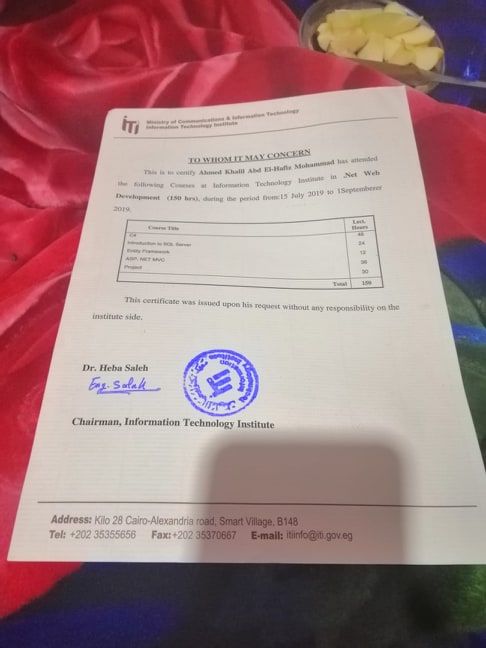 iTi
Ministry of Communications & Information Technology
Information Technology Institute
TO WHOM IT MAY CONCERN
This is to certify Ahmed Khalil Abd El-Hafiz Mohammad has attended
the following Courses at Information Technology Institute in .Net Web
Development (150 hrs), during the period from:15 July 2019 to 1Septemberer
2019.
Course Title Lect. Hours
C# 48
Introduction to SQL Server 24
Entity Framework 12
ASP. NET MVC 36
Project 30
Total 150
This certificate was issued upon his request without any responsibility on the
institute side.
Dr. Heba Saleh
Eng. Salah
Chairman, Information Technology Institute
Address: Kilo 28 Cairo-Alexandria road, Smart Village, B148
Tel: +202 35355656 Fax: +202 35370667 E-mail: itiinfo@iti.gov.eg